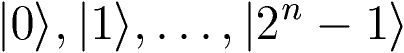 |0⟩, |1⟩, . . . , |2ⁿ − 1⟩